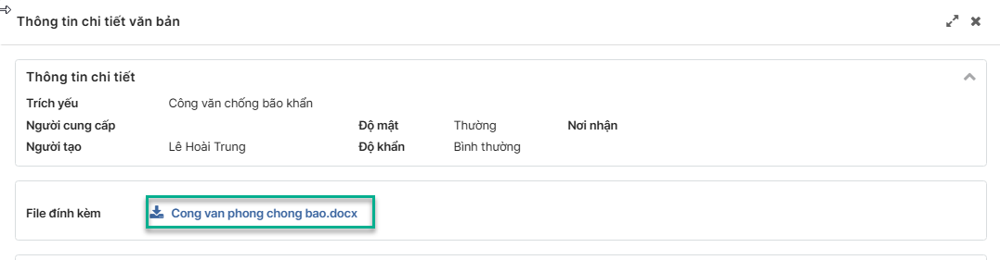 Thông tin chi tiết văn bản
Thông tin chi tiết
Trích yếu Công văn chống bão khẩn
Người cung cấp Độ mật Thường Nơi nhận
Người tạo Lê Hoài Trung Độ khẩn Bình thường
File đính kèm Cong van phong chong bao.docx